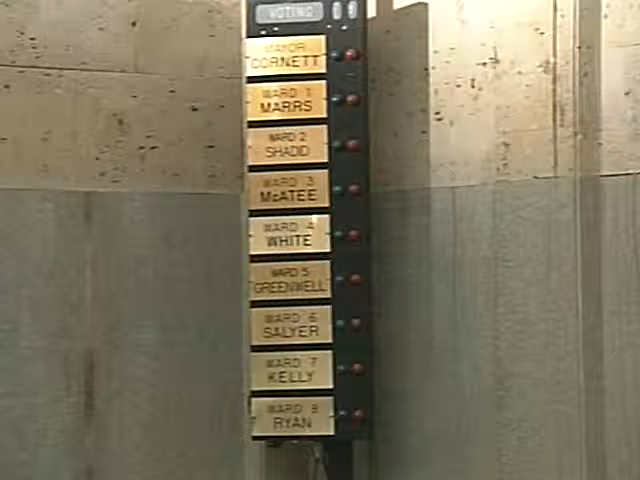 VOTING
MAYOR
CORNETT
WARD 1
MARRS
WARD 2
SHADD
WARD 3
McATEE
WARD 4
WHITE
WARD 5
GREENWELL
WARD 6
SALYER
WARD 7
KELLY
WARD 8
RYAN